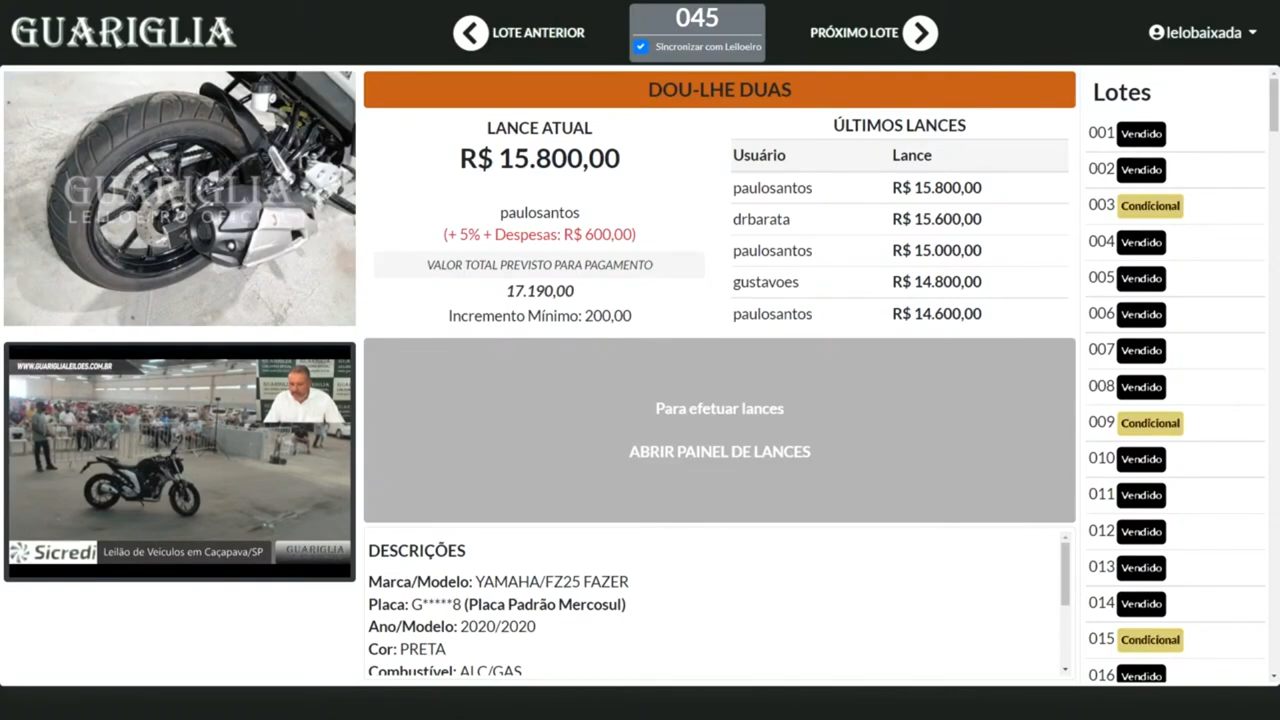 GUARIGLIA
LOTE ANTERIOR
045
Sincronizar com Leiloeiro
PRÓXIMO LOTE
lelobaixada
GUARIGLIA
LEILOEIRO OFICIAL
WWW.GUARIGLIALEILOES.COM.BR
Sicredi
Leilão de Veículos em Caçapava/SP
GUARIGLIA
DOU-LHE DUAS
LANCE ATUAL
R$ 15.800,00
paulosantos
(+ 5% + Despesas: R$ 600,00)
VALOR TOTAL PREVISTO PARA PAGAMENTO
17.190,00
Incremento Mínimo: 200,00
ÚLTIMOS LANCES
Usuário Lance
paulosantos R$ 15.800,00
drbarata R$ 15.600,00
paulosantos R$ 15.000,00
gustavoes R$ 14.800,00
paulosantos R$ 14.600,00
Para efetuar lances
ABRIR PAINEL DE LANCES
DESCRIÇÕES
Marca/Modelo: YAMAHA/FZ25 FAZER
Placa: G*****8 (Placa Padrão Mercosul)
Ano/Modelo: 2020/2020
Cor: PRETA
Combustível: ALC/GAS
Lotes
001 Vendido
002 Vendido
003 Condicional
004 Vendido
005 Vendido
006 Vendido
007 Vendido
008 Vendido
009 Condicional
010 Vendido
011 Vendido
012 Vendido
013 Vendido
014 Vendido
015 Condicional
016 Vendido